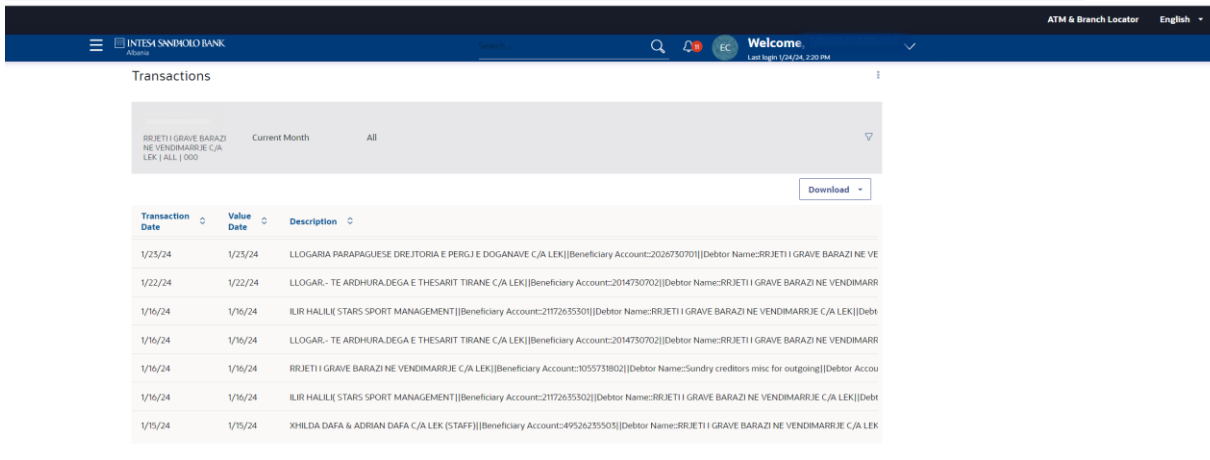 ATM & Branch Locator English
INTESA SANPAOLO BANK
Albania
Search...
11
EC
Welcome,
Last login 1/24/24, 2:20 PM
Transactions
RRJETI I GRAVE BARAZI
NE VENDIMARRJE C/A
LEK | ALL | 000
Current Month
All
Download
Transaction Date Value Date Description
1/23/24 1/23/24 LLOGARIA PARAPAGUESE DREJTORIA E PERGJ E DOGANAVE C/A LEK||Beneficiary Account::2026730701||Debtor Name::RRJETI I GRAVE BARAZI NE VE
1/22/24 1/22/24 LLOGAR.- TE ARDHURA.DEGA E THESARIT TIRANE C/A LEK||Beneficiary Account::2014730702||Debtor Name::RRJETI I GRAVE BARAZI NE VENDIMARR
1/16/24 1/16/24 ILIR HALILI( STARS SPORT MANAGEMENT||Beneficiary Account::21172635301||Debtor Name::RRJETI I GRAVE BARAZI NE VENDIMARRJE C/A LEK||Debt
1/16/24 1/16/24 LLOGAR.- TE ARDHURA.DEGA E THESARIT TIRANE C/A LEK||Beneficiary Account::2014730702||Debtor Name::RRJETI I GRAVE BARAZI NE VENDIMARR
1/16/24 1/16/24 RRJETI I GRAVE BARAZI NE VENDIMARRJE C/A LEK||Beneficiary Account::1055731802||Debtor Name::Sundry creditors misc for outgoing||Debtor Accou
1/16/24 1/16/24 ILIR HALILI( STARS SPORT MANAGEMENT||Beneficiary Account::21172635302||Debtor Name::RRJETI I GRAVE BARAZI NE VENDIMARRJE C/A LEK||Debt
1/15/24 1/15/24 XHILDA DAFA & ADRIAN DAFA C/A LEK (STAFF)||Beneficiary Account::49526235503||Debtor Name::RRJETI I GRAVE BARAZI NE VENDIMARRJE C/A LEK